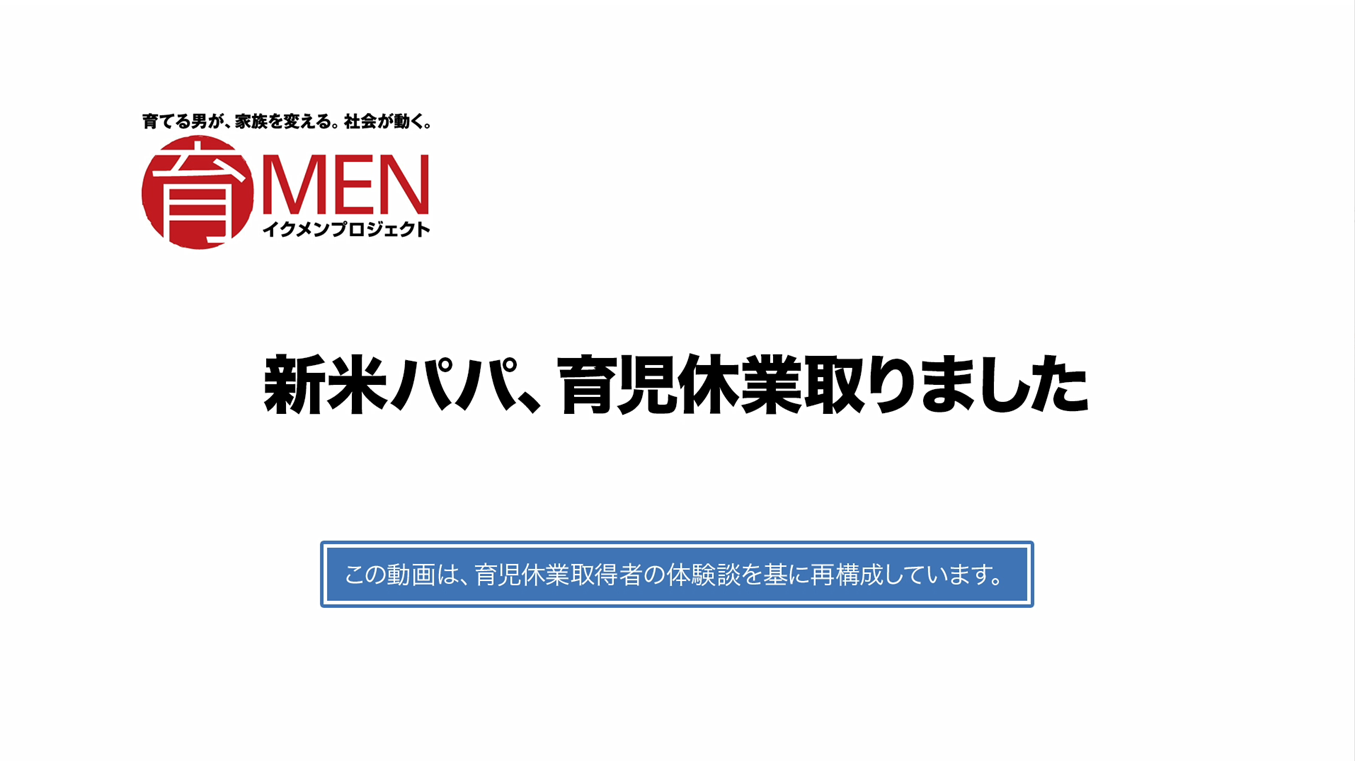 育てる男が、家族を変える。社会が動く。
育MEN
イクメンプロジェクト
新米パパ、育児休業取りました
この動画は、育児休業取得者の体験談を基に再構成しています。